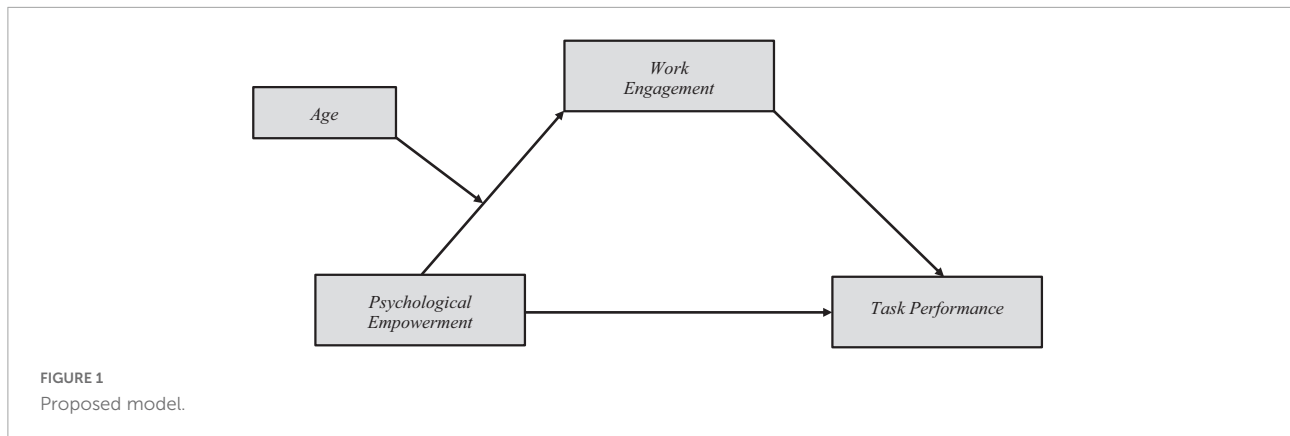 Work
Engagement
Age
Psychological
Empowerment
Task Performance
FIGURE 1
Proposed model.